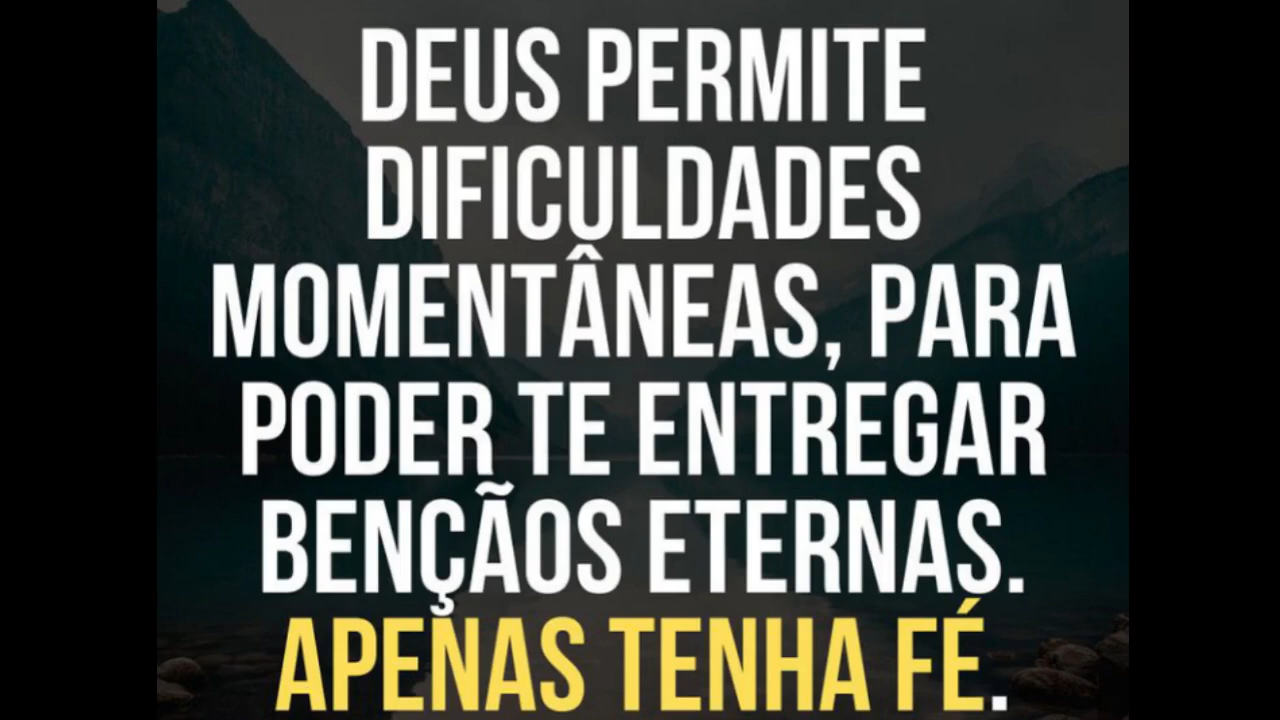 DEUS PERMITE
DIFICULDADES
MOMENTÂNEAS, PARA
PODER TE ENTREGAR
BENÇÃOS ETERNAS.
APENAS TENHA FÉ.